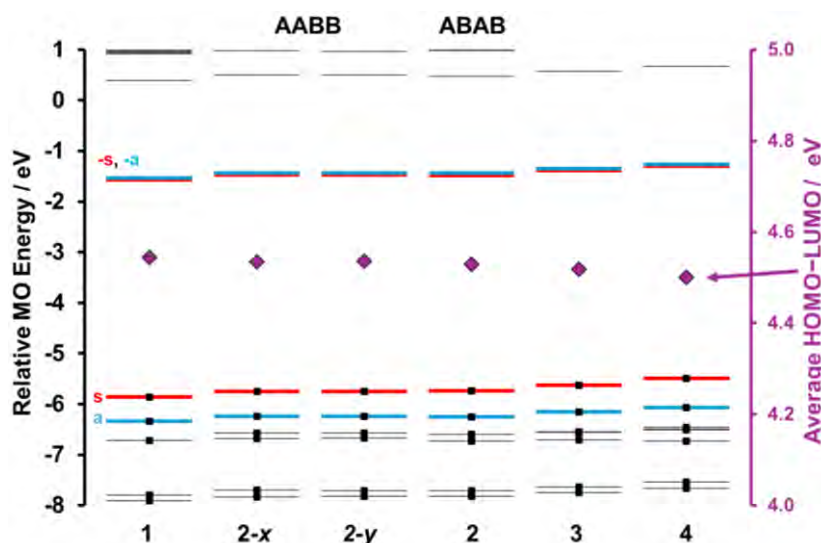 AABB
ABAB
Relative MO Energy / eV
1
0
-1
-2
-3
-4
-5
-6
-7
-8
-s, -a
s
a
5.0
4.8
4.6
4.4
4.2
4.0
Average HOMO–LUMO / eV
1
2-x
2-y
2
3
4